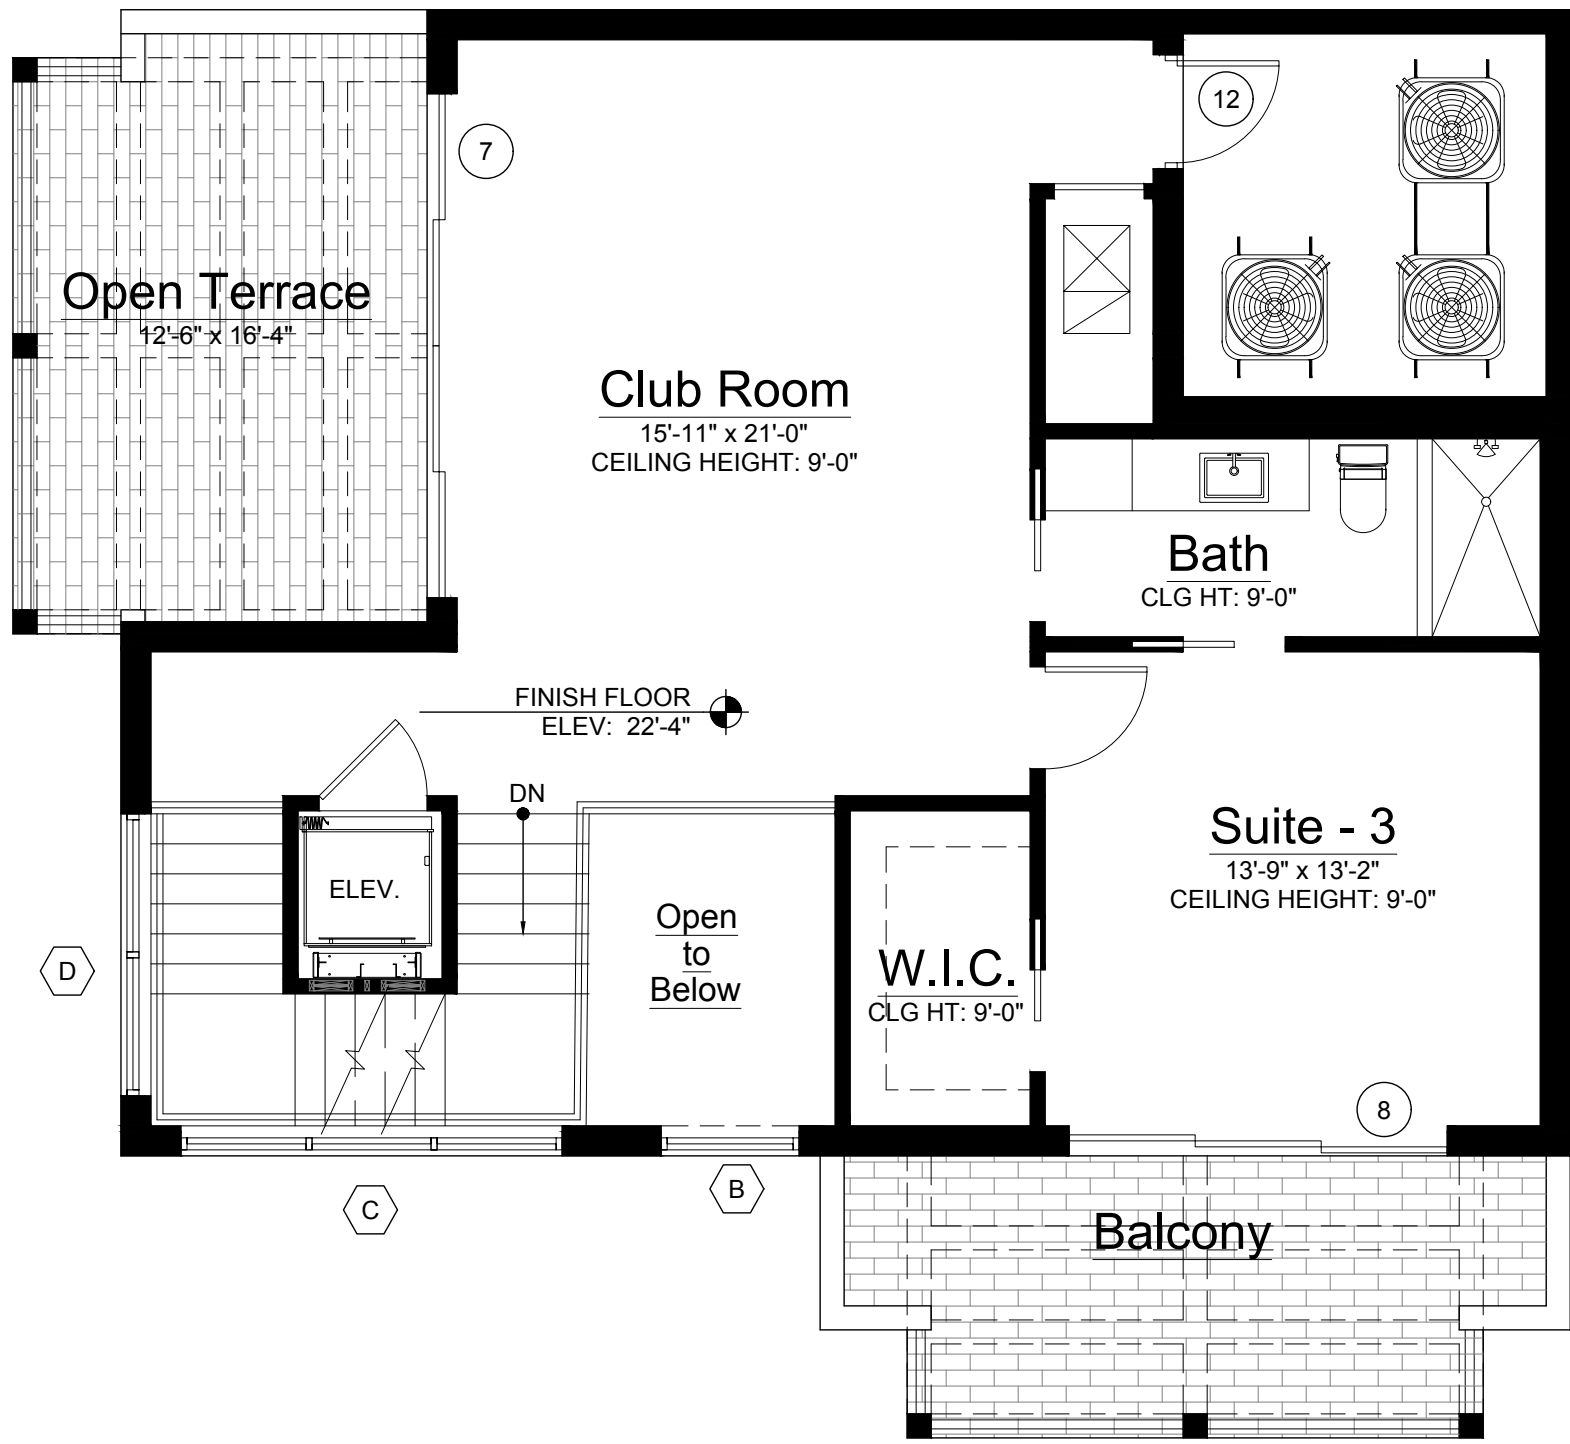 12
7
Open Terrace
12'-6" x 16'-4"
Club Room
15'-11" x 21'-0"
CEILING HEIGHT: 9'-0"
Bath
CLG HT: 9'-0"
FINISH FLOOR
ELEV: 22'-4"
DN
ELEV.
Open
to
Below
W.I.C.
CLG HT: 9'-0"
Suite - 3
13'-9" x 13'-2"
CEILING HEIGHT: 9'-0"
D
8
C
B
Balcony